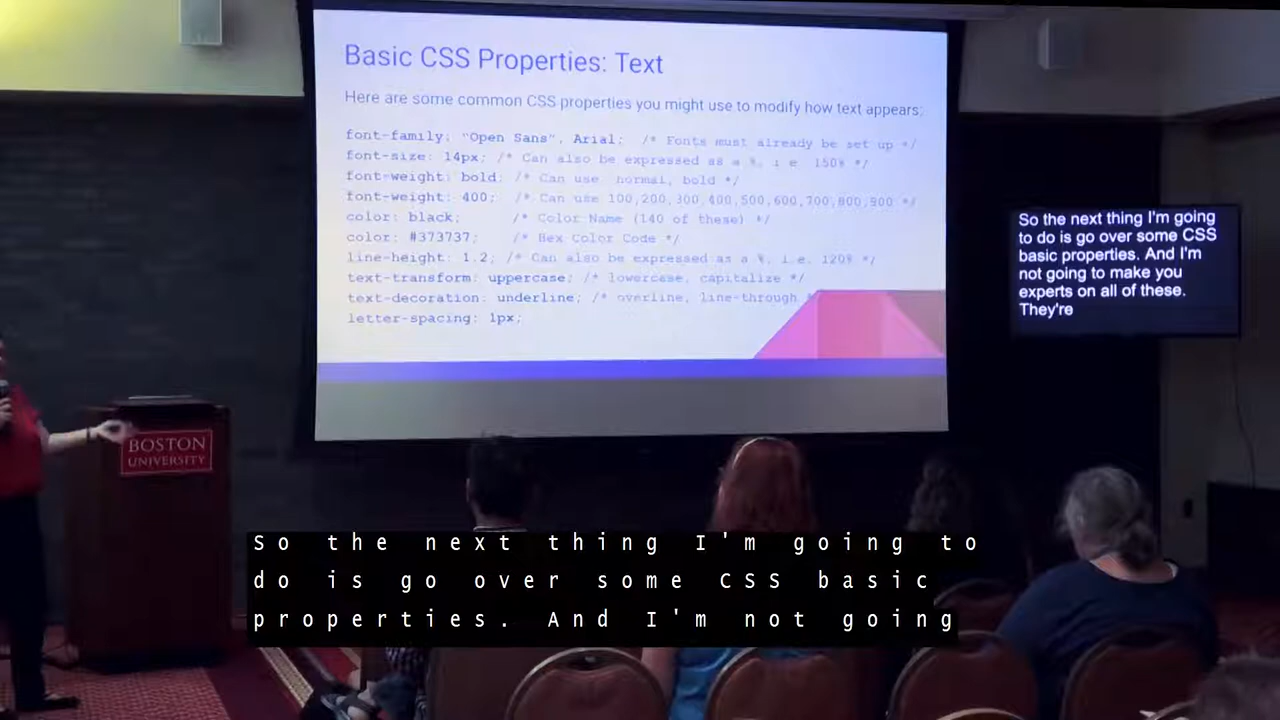 Basic CSS Properties: Text
Here are some common CSS properties you might use to modify how text appears:
font-family: "Open Sans", Arial; /* Fonts must already be set up */
font-size: 14px; /* Can also be expressed as a %, i.e. 150% */
font-weight: bold; /* Can use normal, bold */
font-weight: 400; /* Can use 100,200,300,400,500,600,700,800,900 */
color: black; /* Color Name (140 of these) */
color: #373737; /* Hex Color Code */
line-height: 1.2; /* Can also be expressed as a %, i.e. 120% */
text-transform: uppercase; /* lowercase, capitalize */
text-decoration: underline; /* overline, line-through *
letter-spacing: 1px;
So the next thing I'm going
to do is go over some CSS
basic properties. And I'm
not going to make you
experts on all of these.
They're
BOSTON
UNIVERSITY
So the next thing I'm going to
do is go over some CSS basic
properties. And I'm not going